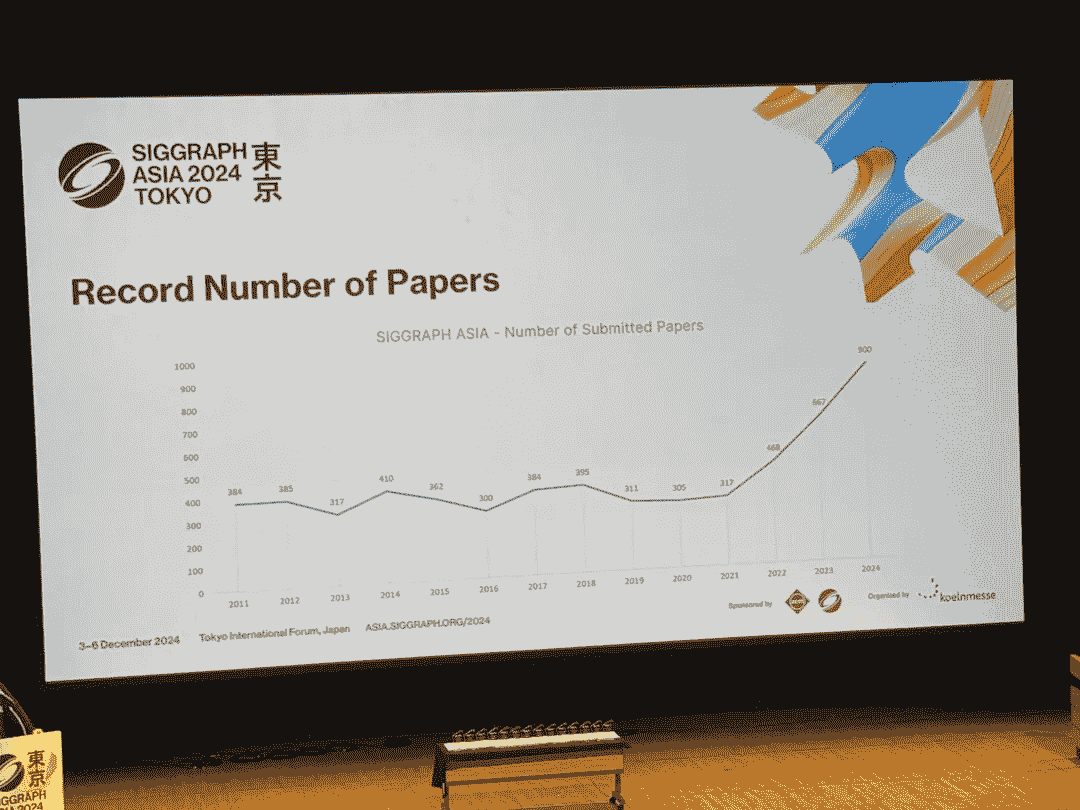 SIGGRAPH
ASIA 2024
TOKYO
東京
Record Number of Papers
SIGGRAPH ASIA - Number of Submitted Papers
1000
900
800
700
600
500
400
300
200
100
0
384
385
317
410
362
300
384
395
311
305
317
468
667
900
2011
2012
2013
2014
2015
2016
2017
2018
2019
2020
2021
2022
2023
2024
3–6 December 2024
Tokyo International Forum, Japan
ASIA.SIGGRAPH.ORG/2024
Sponsored by
Organized by
koelnmesse
東京
GGRAPH